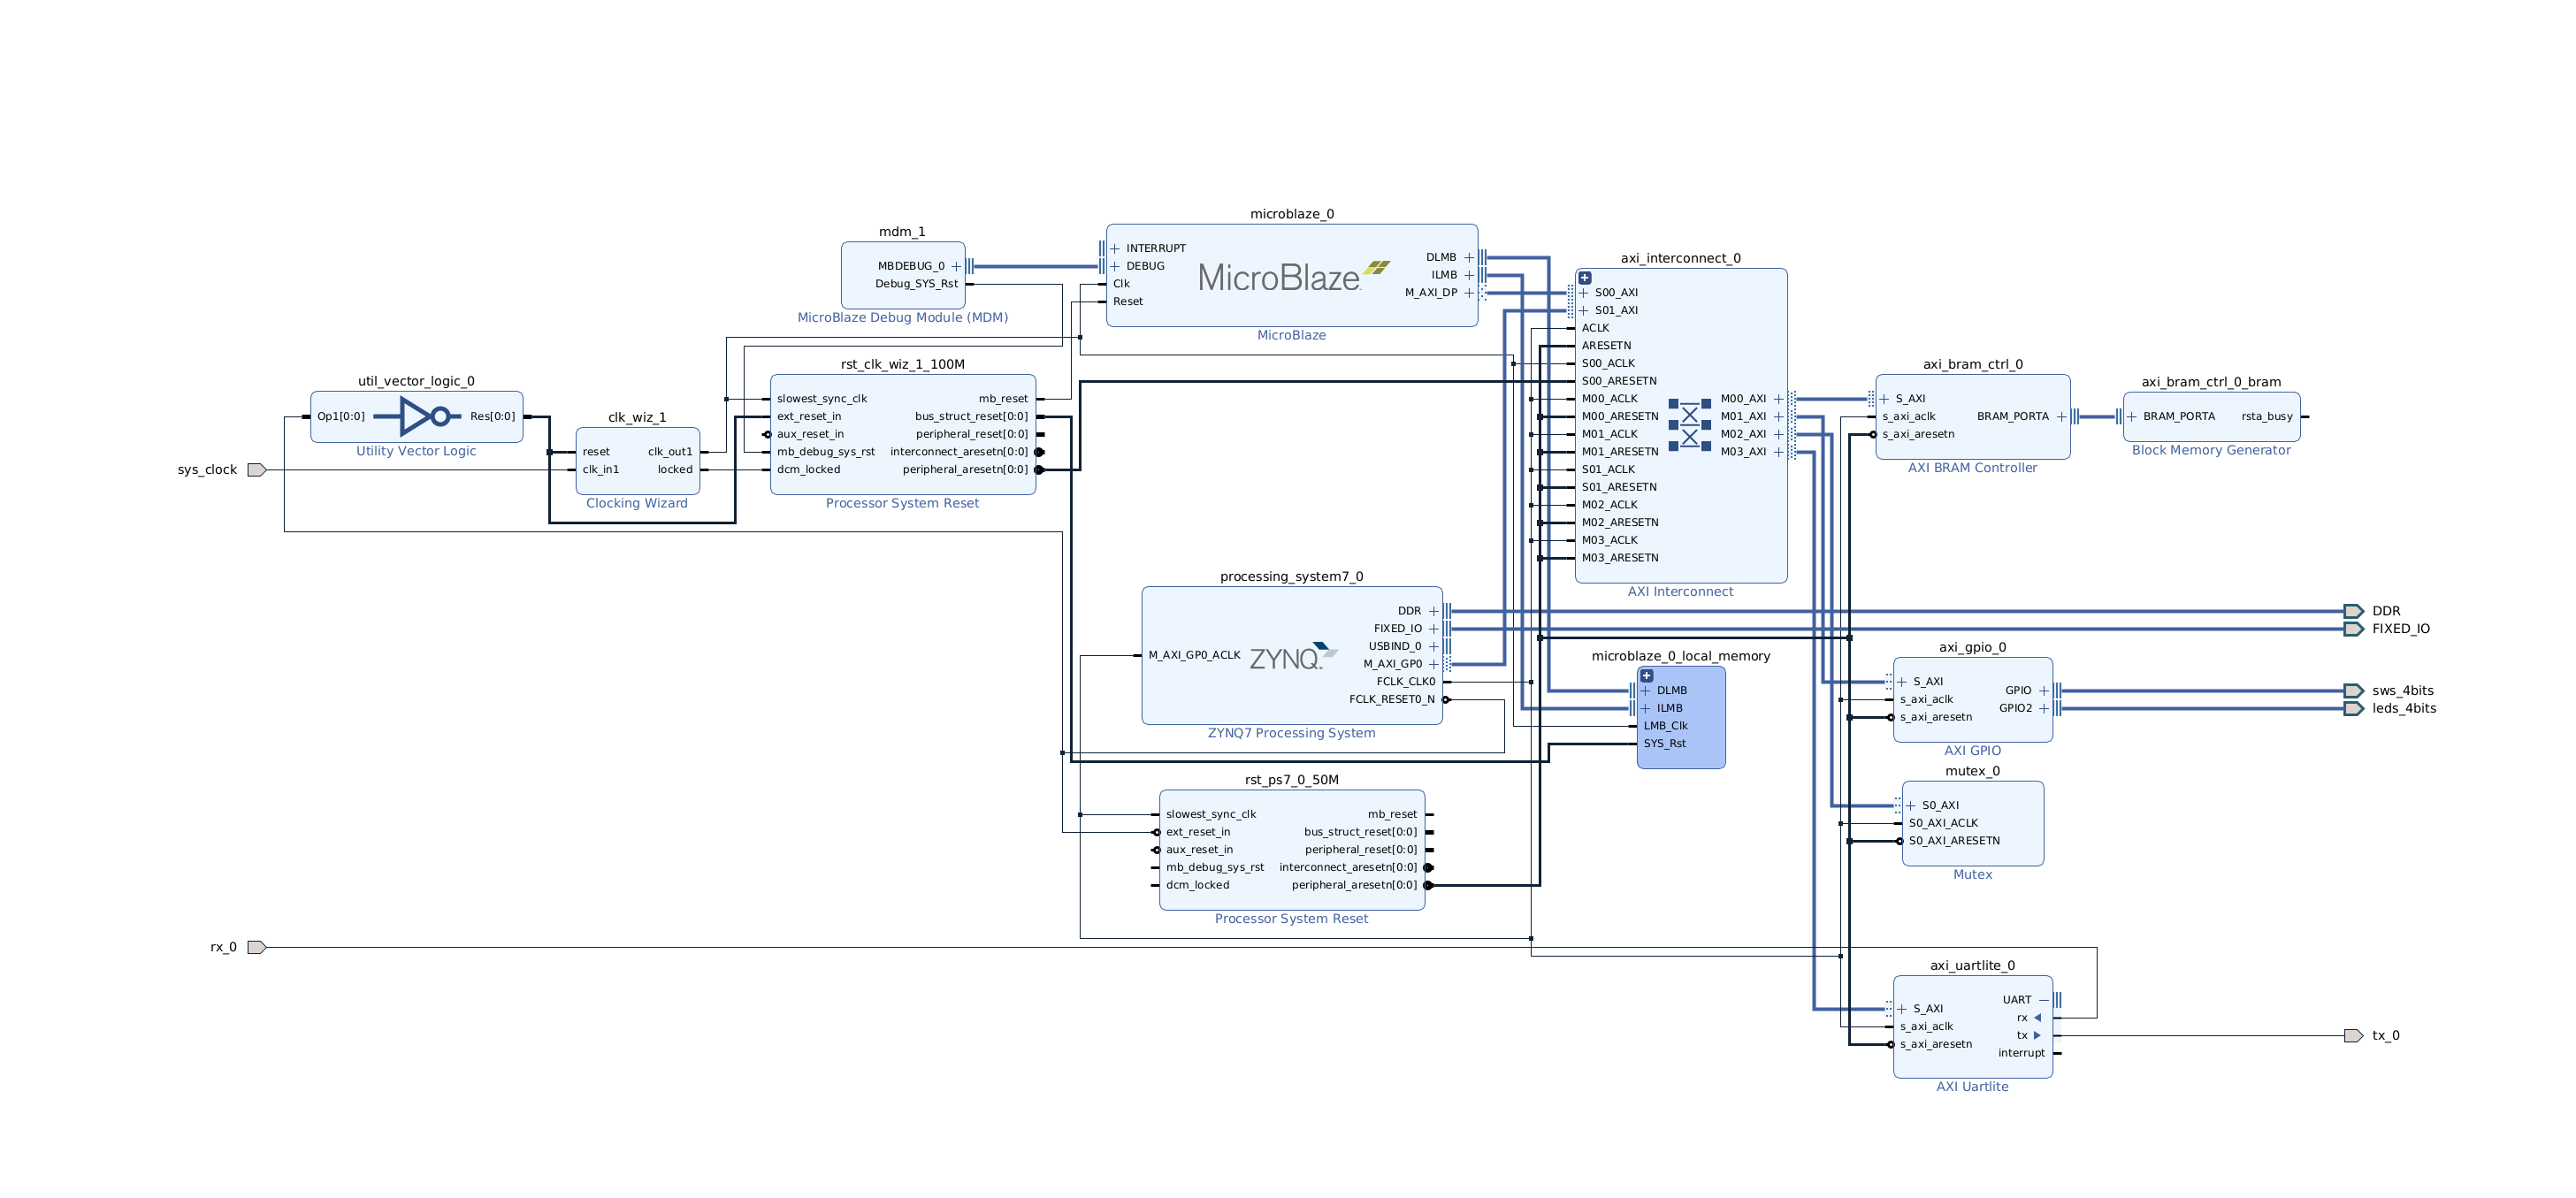 microblaze_0
INTERRUPT
DEBUG
Clk
Reset
MicroBlaze
DLMB
ILMB
M_AXI_DP
MicroBlaze
mdm_1
MBDEBUG_0
Debug_SYS_Rst
MicroBlaze Debug Module (MDM)
util_vector_logic_0
Op1[0:0]
Res[0:0]
Utility Vector Logic
sys_clock
clk_wiz_1
reset
clk_in1
clk_out1
locked
Clocking Wizard
rst_clk_wiz_1_100M
slowest_sync_clk
ext_reset_in
aux_reset_in
mb_debug_sys_rst
dcm_locked
mb_reset
bus_struct_reset[0:0]
peripheral_reset[0:0]
interconnect_aresetn[0:0]
peripheral_aresetn[0:0]
Processor System Reset
axi_interconnect_0
S00_AXI
S01_AXI
ACLK
ARESETN
S00_ACLK
S00_ARESETN
M00_ACLK
M00_ARESETN
M01_ACLK
M01_ARESETN
S01_ACLK
S01_ARESETN
M02_ACLK
M02_ARESETN
M03_ACLK
M03_ARESETN
M00_AXI
M01_AXI
M02_AXI
M03_AXI
AXI Interconnect
axi_bram_ctrl_0
S_AXI
s_axi_aclk
s_axi_aresetn
BRAM_PORTA
AXI BRAM Controller
axi_bram_ctrl_0_bram
BRAM_PORTA
rsta_busy
Block Memory Generator
processing_system7_0
M_AXI_GP0_ACLK
ZYNQ
DDR
FIXED_IO
USBIND_0
M_AXI_GP0
FCLK_CLK0
FCLK_RESET0_N
ZYNQ7 Processing System
DDR
FIXED_IO
microblaze_0_local_memory
DLMB
ILMB
LMB_Clk
SYS_Rst
axi_gpio_0
S_AXI
s_axi_aclk
s_axi_aresetn
GPIO
GPIO2
AXI GPIO
sws_4bits
leds_4bits
mutex_0
S0_AXI
S0_AXI_ACLK
S0_AXI_ARESETN
Mutex
rst_ps7_0_50M
slowest_sync_clk
ext_reset_in
aux_reset_in
mb_debug_sys_rst
dcm_locked
mb_reset
bus_struct_reset[0:0]
peripheral_reset[0:0]
interconnect_aresetn[0:0]
peripheral_aresetn[0:0]
Processor System Reset
rx_0
axi_uartlite_0
S_AXI
s_axi_aclk
s_axi_aresetn
UART
rx
tx
interrupt
AXI Uartlite
tx_0